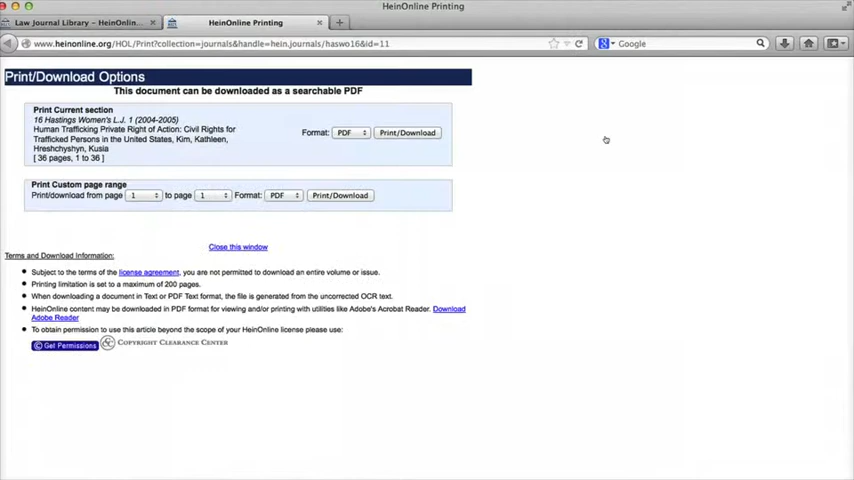 HeinOnline Printing
Law Journal Library – HeinOnlin...
HeinOnline Printing
www.heinonline.org/HOL/Print?collection=journals&handle=hein.journals/haswo16&id=11
Google
Print/Download Options
This document can be downloaded as a searchable PDF
Print Current section
16 Hastings Women's L.J. 1 (2004-2005)
Human Trafficking Private Right of Action: Civil Rights for
Trafficked Persons in the United States, Kim, Kathleen,
Hreshchyshyn, Kusia
[ 36 pages, 1 to 36 ]
Format: PDF Print/Download
Print Custom page range
Print/download from page 1 to page 1 Format: PDF Print/Download
Close this window
Terms and Download Information:
Subject to the terms of the license agreement, you are not permitted to download an entire volume or issue.
Printing limitation is set to a maximum of 200 pages.
When downloading a document in Text or PDF Text format, the file is generated from the uncorrected OCR text.
HeinOnline content may be downloaded in PDF format for viewing and/or printing with utilities like Adobe's Acrobat Reader. Download
Adobe Reader
To obtain permission to use this article beyond the scope of your HeinOnline license please use:
© Get Permissions COPYRIGHT CLEARANCE CENTER